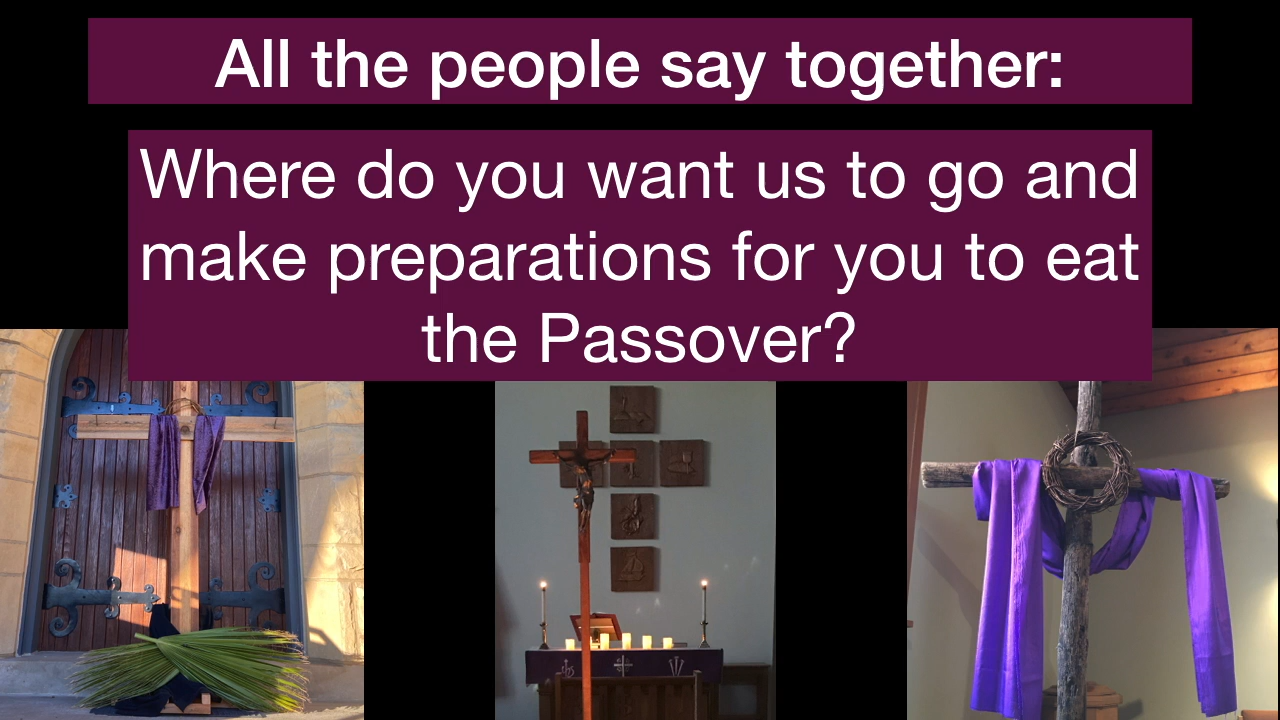 All the people say together:
Where do you want us to go and
make preparations for you to eat
the Passover?